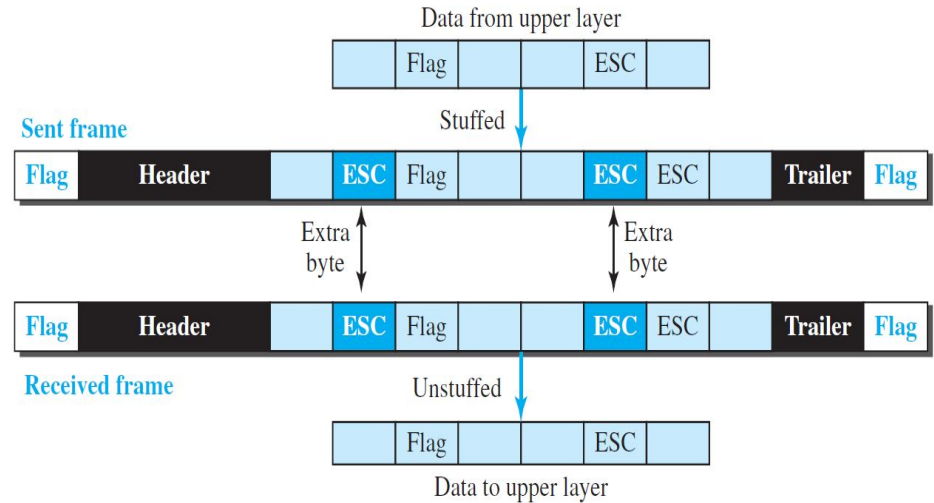 Data from upper layer
Flag ESC
Stuffed
Sent frame
Flag Header ESC Flag ESC ESC Trailer Flag
Extra byte Extra byte
Flag Header ESC Flag ESC ESC Trailer Flag
Received frame
Unstuffed
Flag ESC
Data to upper layer